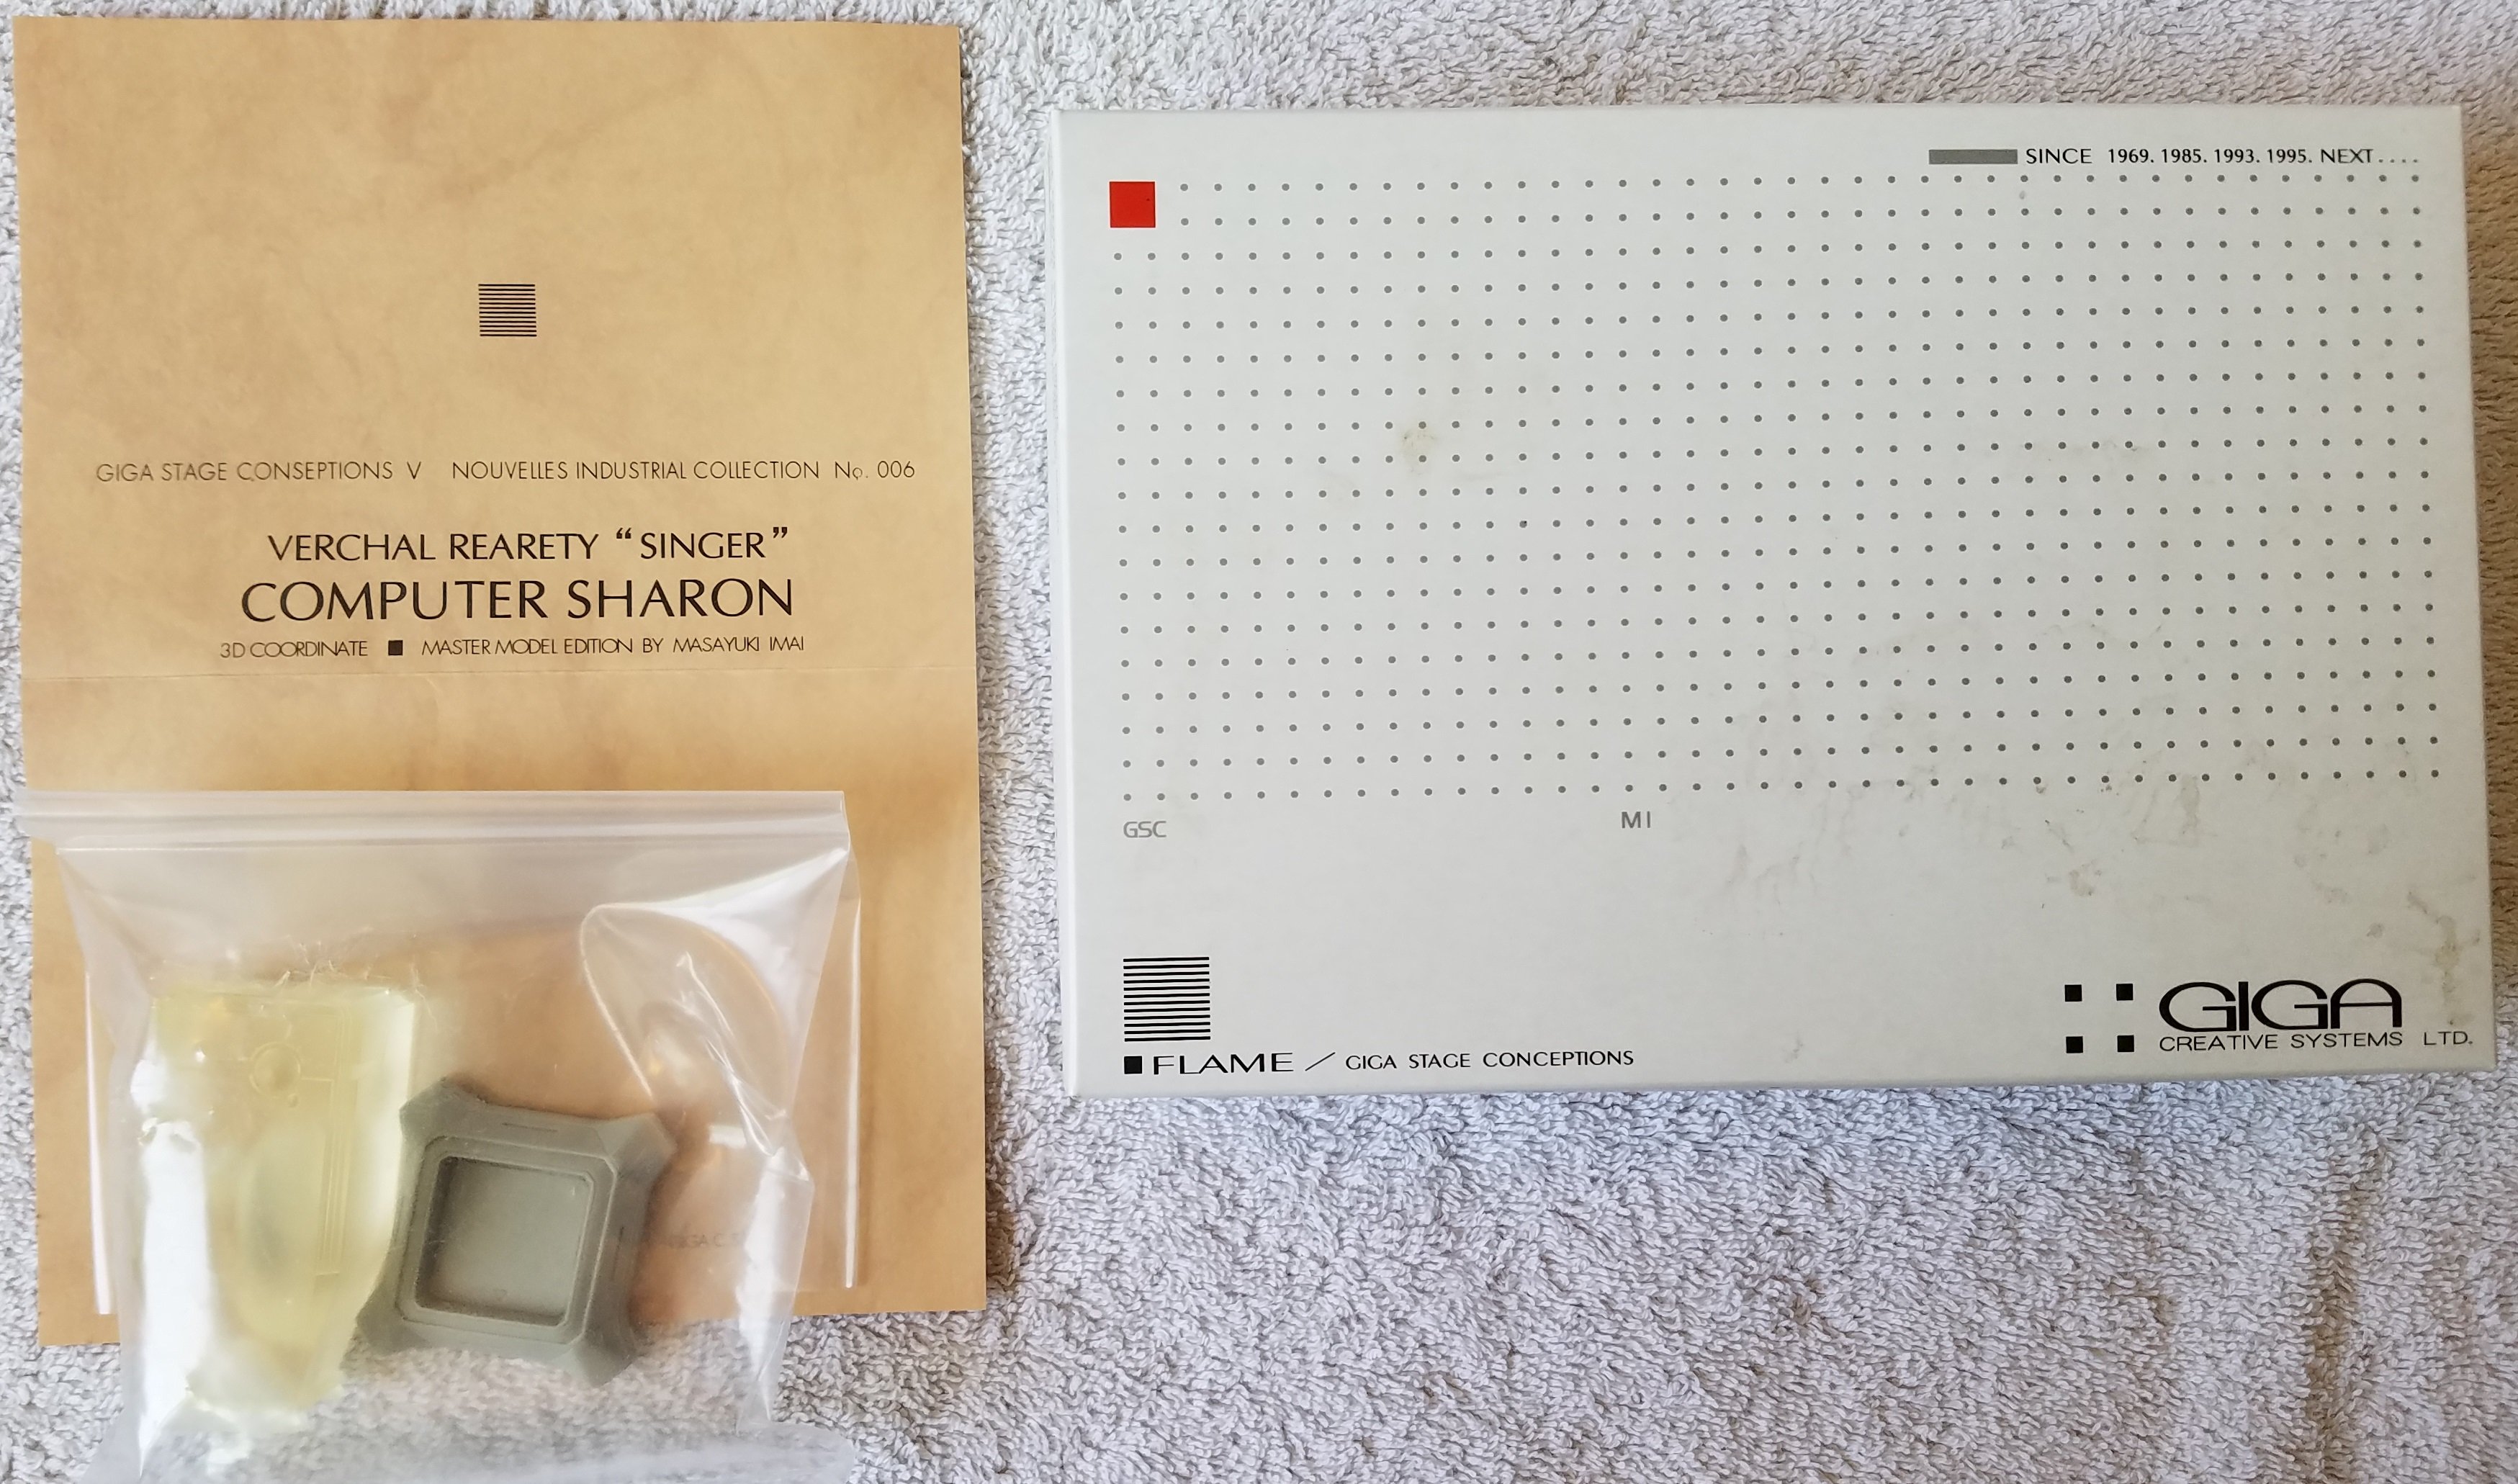 GIGA STAGE CONSEPTIONS V NOUVELLES INDUSTRIAL COLLECTION No. 006
VERCHAL REARETY “SINGER”
COMPUTER SHARON
3D COORDINATE ■ MASTER MODEL EDITION BY MASAYUKI IMAI
SINCE 1969. 1985. 1993. 1995. NEXT....
GSC MI
■ FLAME / GIGA STAGE CONCEPTIONS
GIGA
CREATIVE SYSTEMS LTD.